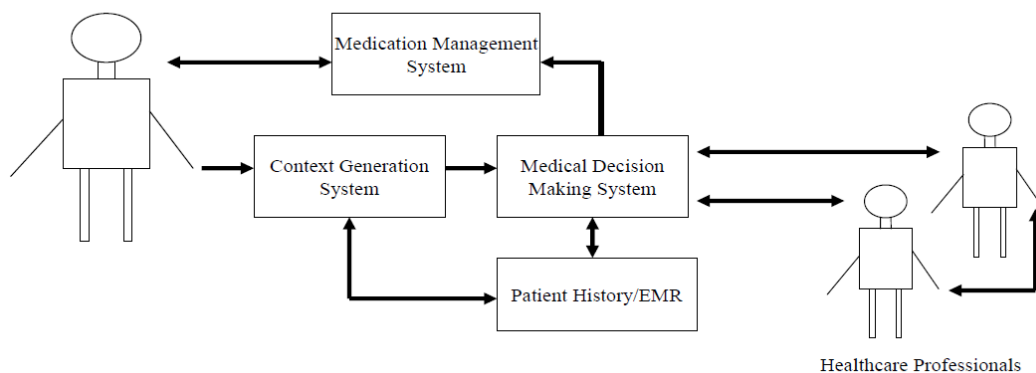 Medication Management
System
Context Generation
System
Medical Decision
Making System
Patient History/EMR
Healthcare Professionals